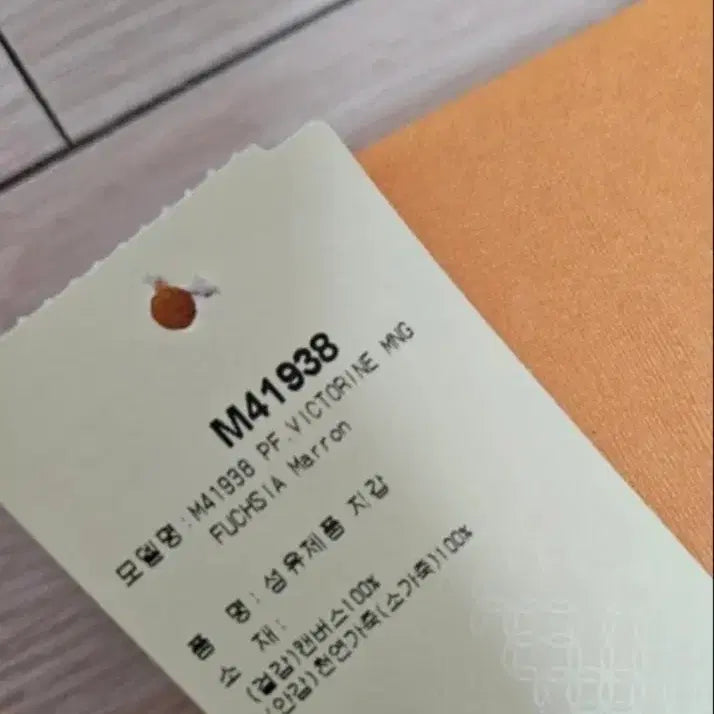 M41938
모델명 : M41938 PF.VICTORINE MNG
FUCHSIA Marron
품 명 : 섬유제품 지갑
소 재 :
(겉감)캔버스100%
(안감)천연가죽(소가죽)100%